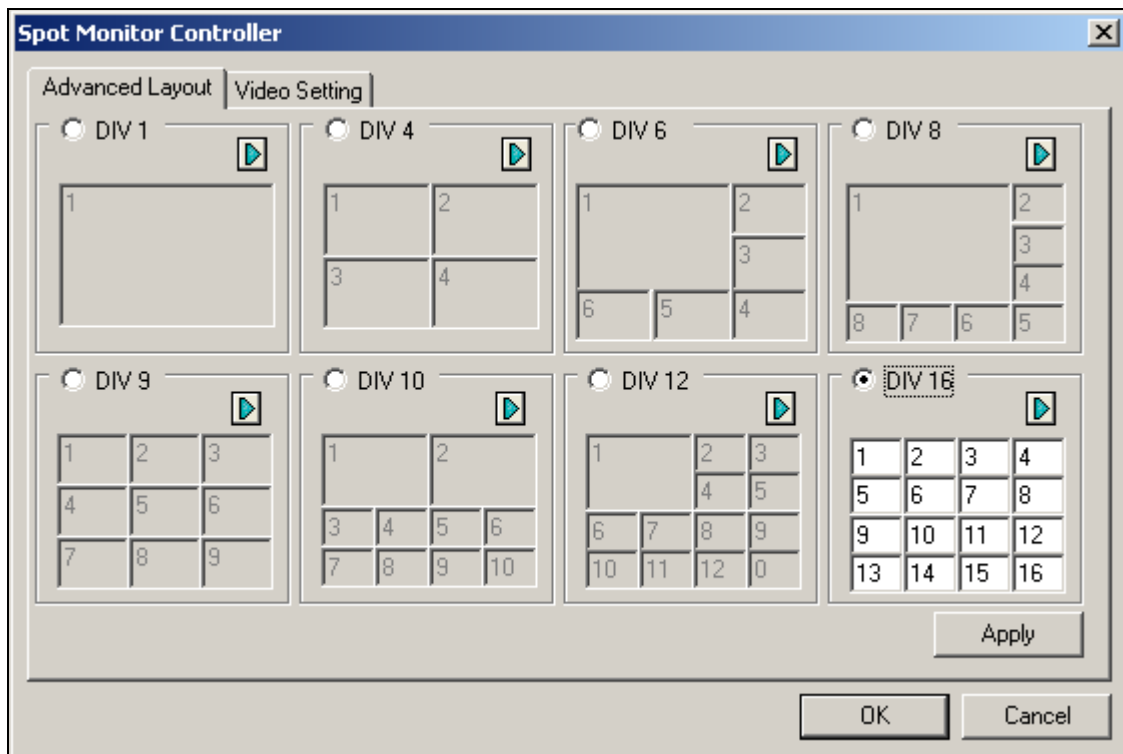 Spot Monitor Controller
Advanced Layout Video Setting
DIV 1
1
DIV 4
1 2
3 4
DIV 6
1 2
3
6 5 4
DIV 8
1 2
3
4
8 7 6 5
DIV 9
1 2 3
4 5 6
7 8 9
DIV 10
1 2
3 4 5 6
7 8 9 10
DIV 12
1 2 3
4 5
6 7 8 9
10 11 12 0
DIV 16
1 2 3 4
5 6 7 8
9 10 11 12
13 14 15 16
Apply
OK Cancel